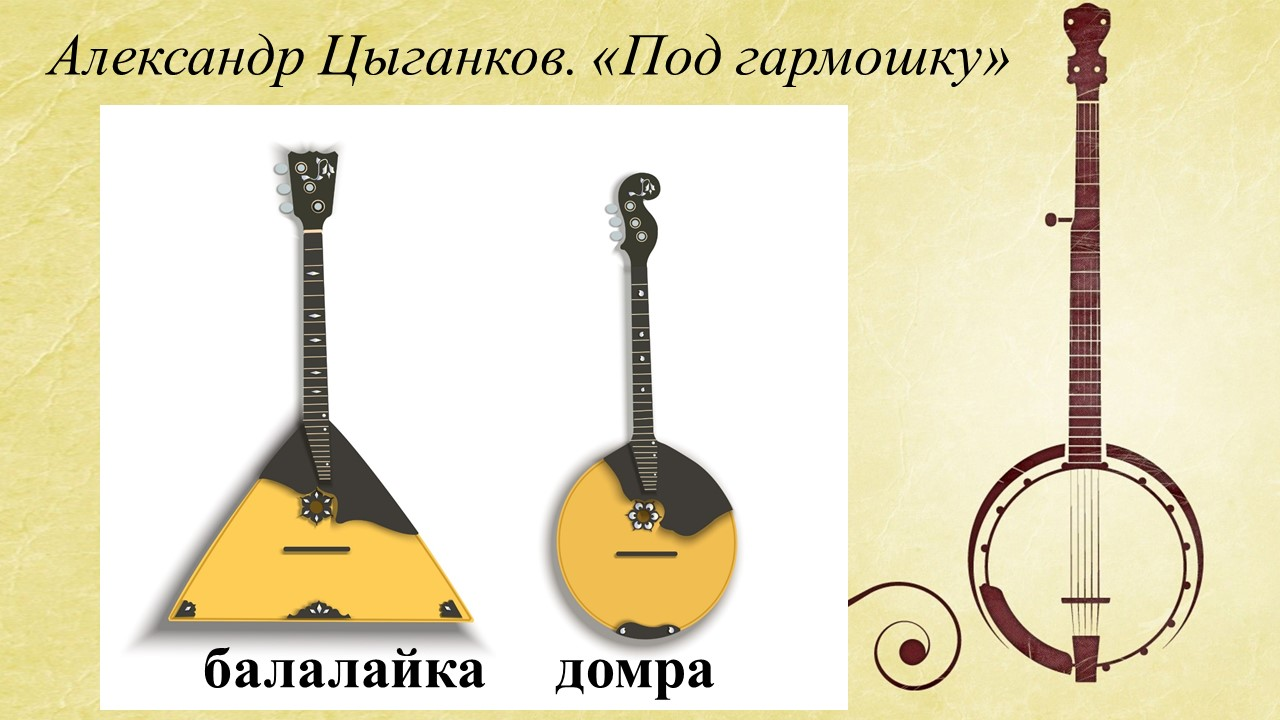 Александр Цыганков. «Под гармошку»
балалайка домра